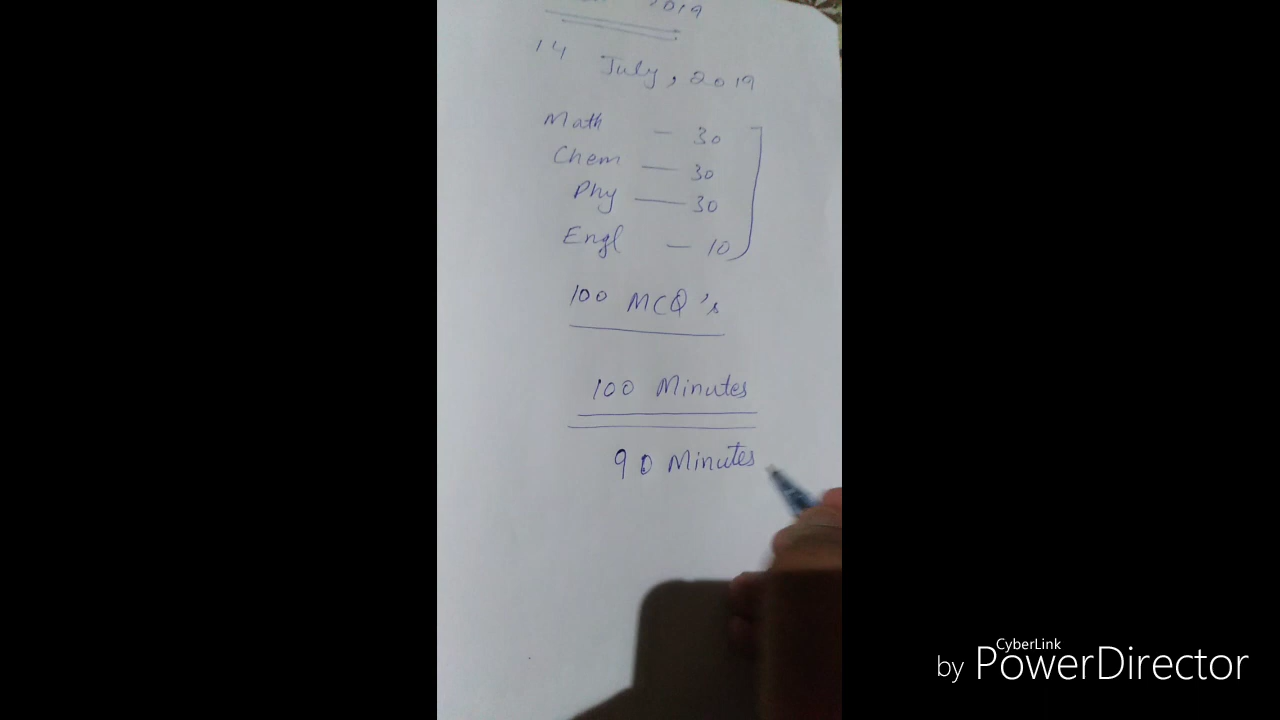 2019
14 July, 2019
Math — 30
Chem — 30
Phy — 30
Engl — 10
100 MCQ's
100 Minutes
90 Minutes
CyberLink
by PowerDirector